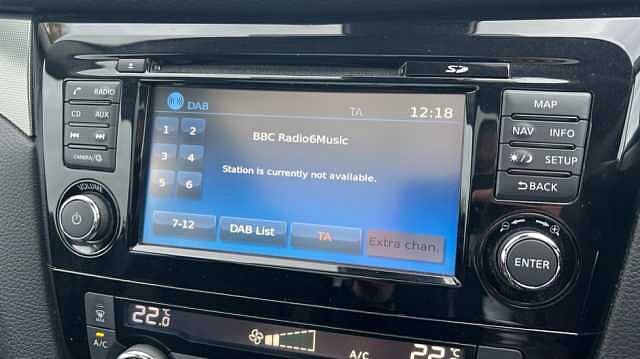 SD
RADIO
CD AUX
CAMERA
VOLUME
DAB
TA
12:18
1 2
BBC Radio6Music
3 4
Station is currently not available.
5 6
7-12
DAB List
TA
Extra chan.
MAP
NAV INFO
SETUP
BACK
ENTER
22.0
A/C
A/C
22°C